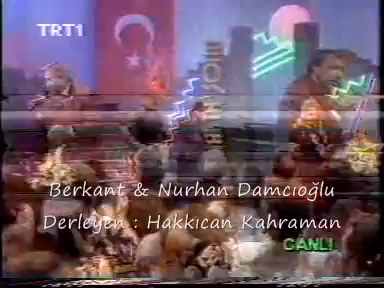 TRT1
Berkant & Nurhan Damcıoğlu
Derleyen : Hakkıcan Kahraman
CANLI